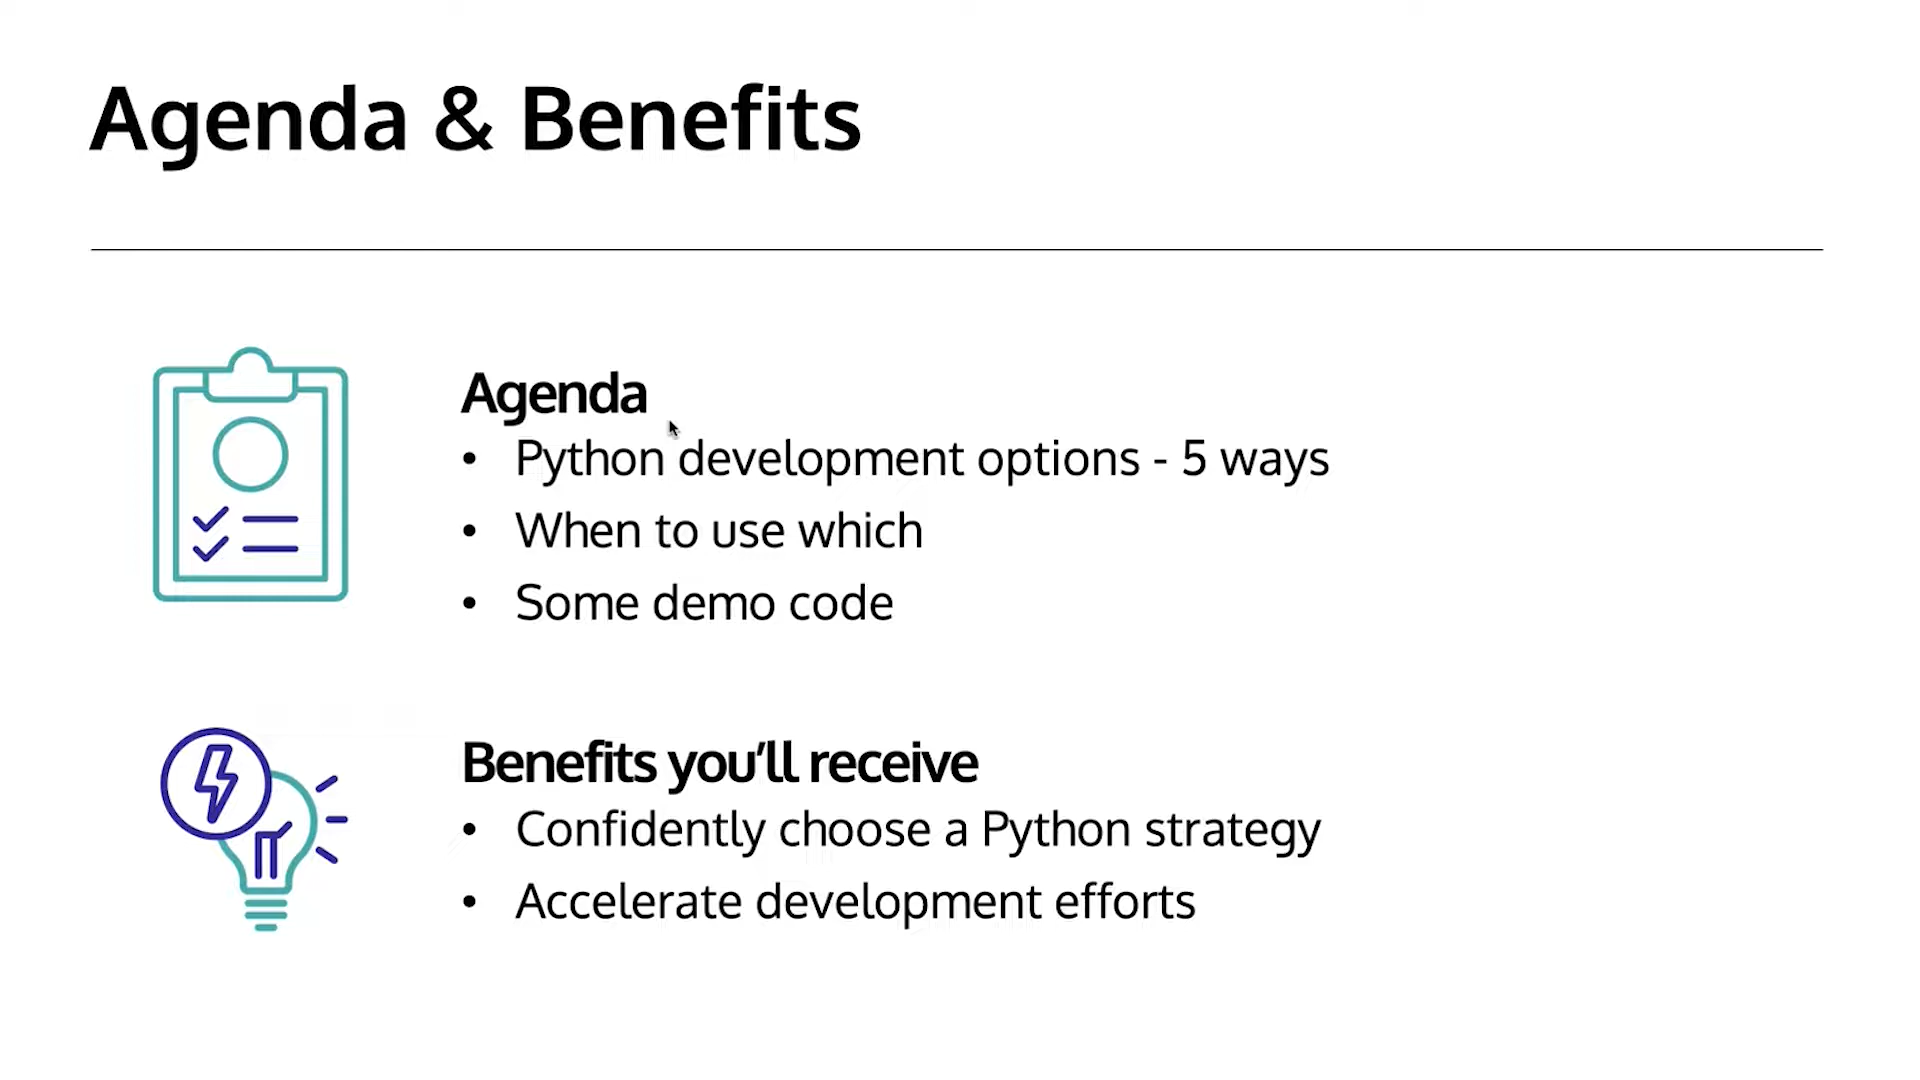 Agenda & Benefits
Agenda
• Python development options - 5 ways
• When to use which
• Some demo code
Benefits you’ll receive
• Confidently choose a Python strategy
• Accelerate development efforts